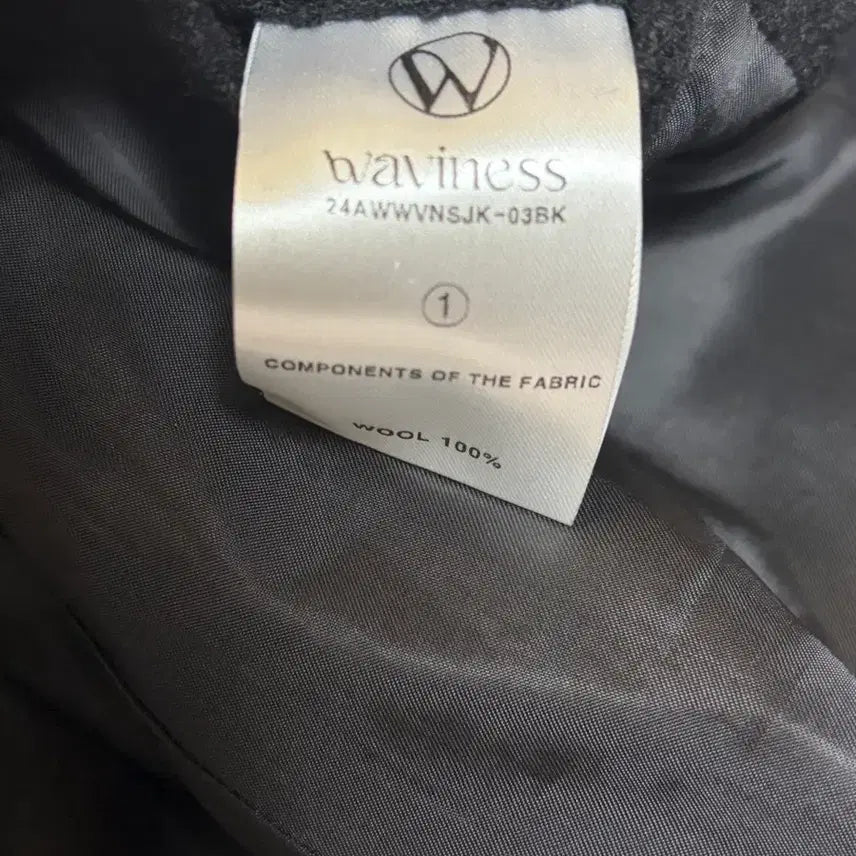 W
waviness
24AWWVNSJK-03BK
1
COMPONENTS OF THE FABRIC
WOOL 100%